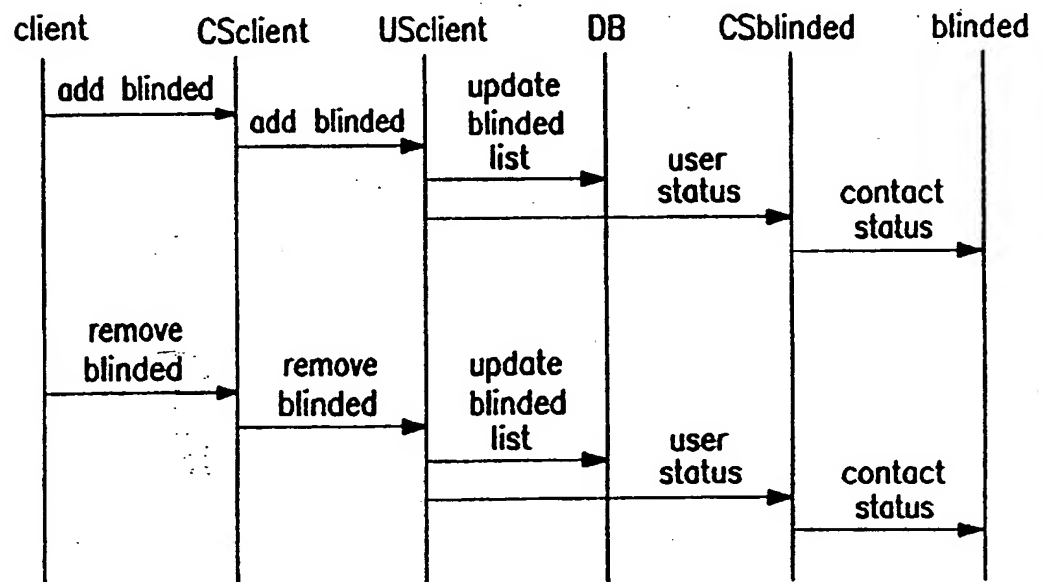 client CSclient USclient DB CSblinded blinded
add blinded
add blinded
update
blinded
list
user
status
contact
status
remove
blinded
remove
blinded
update
blinded
list
user
status
contact
status